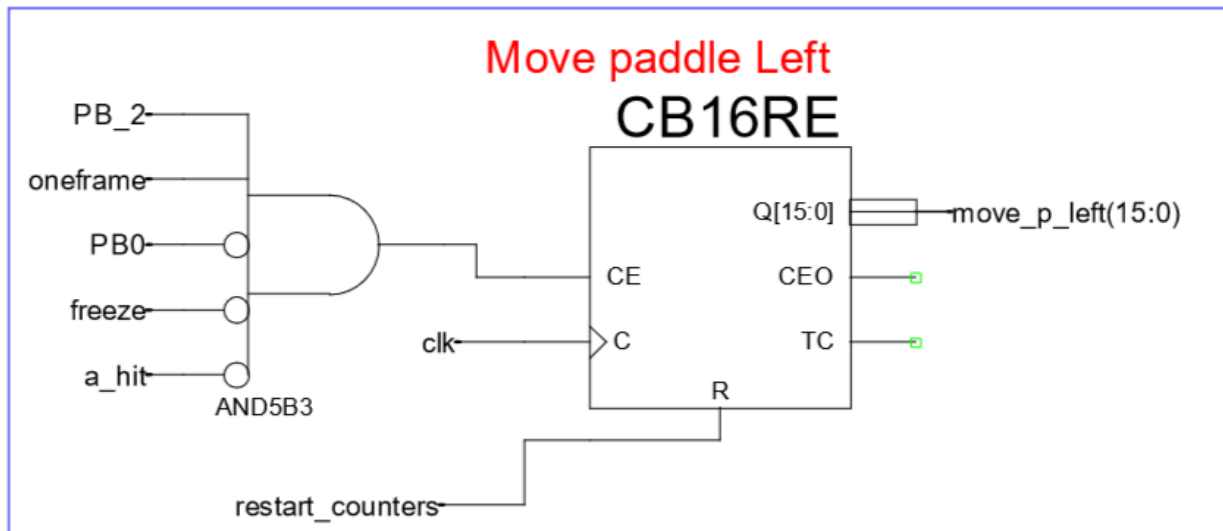 Move paddle Left
CB16RE
PB_2
oneframe
PB0
freeze
a_hit
AND5B3
Q[15:0]
move_p_left(15:0)
CE
CEO
clk
C
TC
R
restart_counters